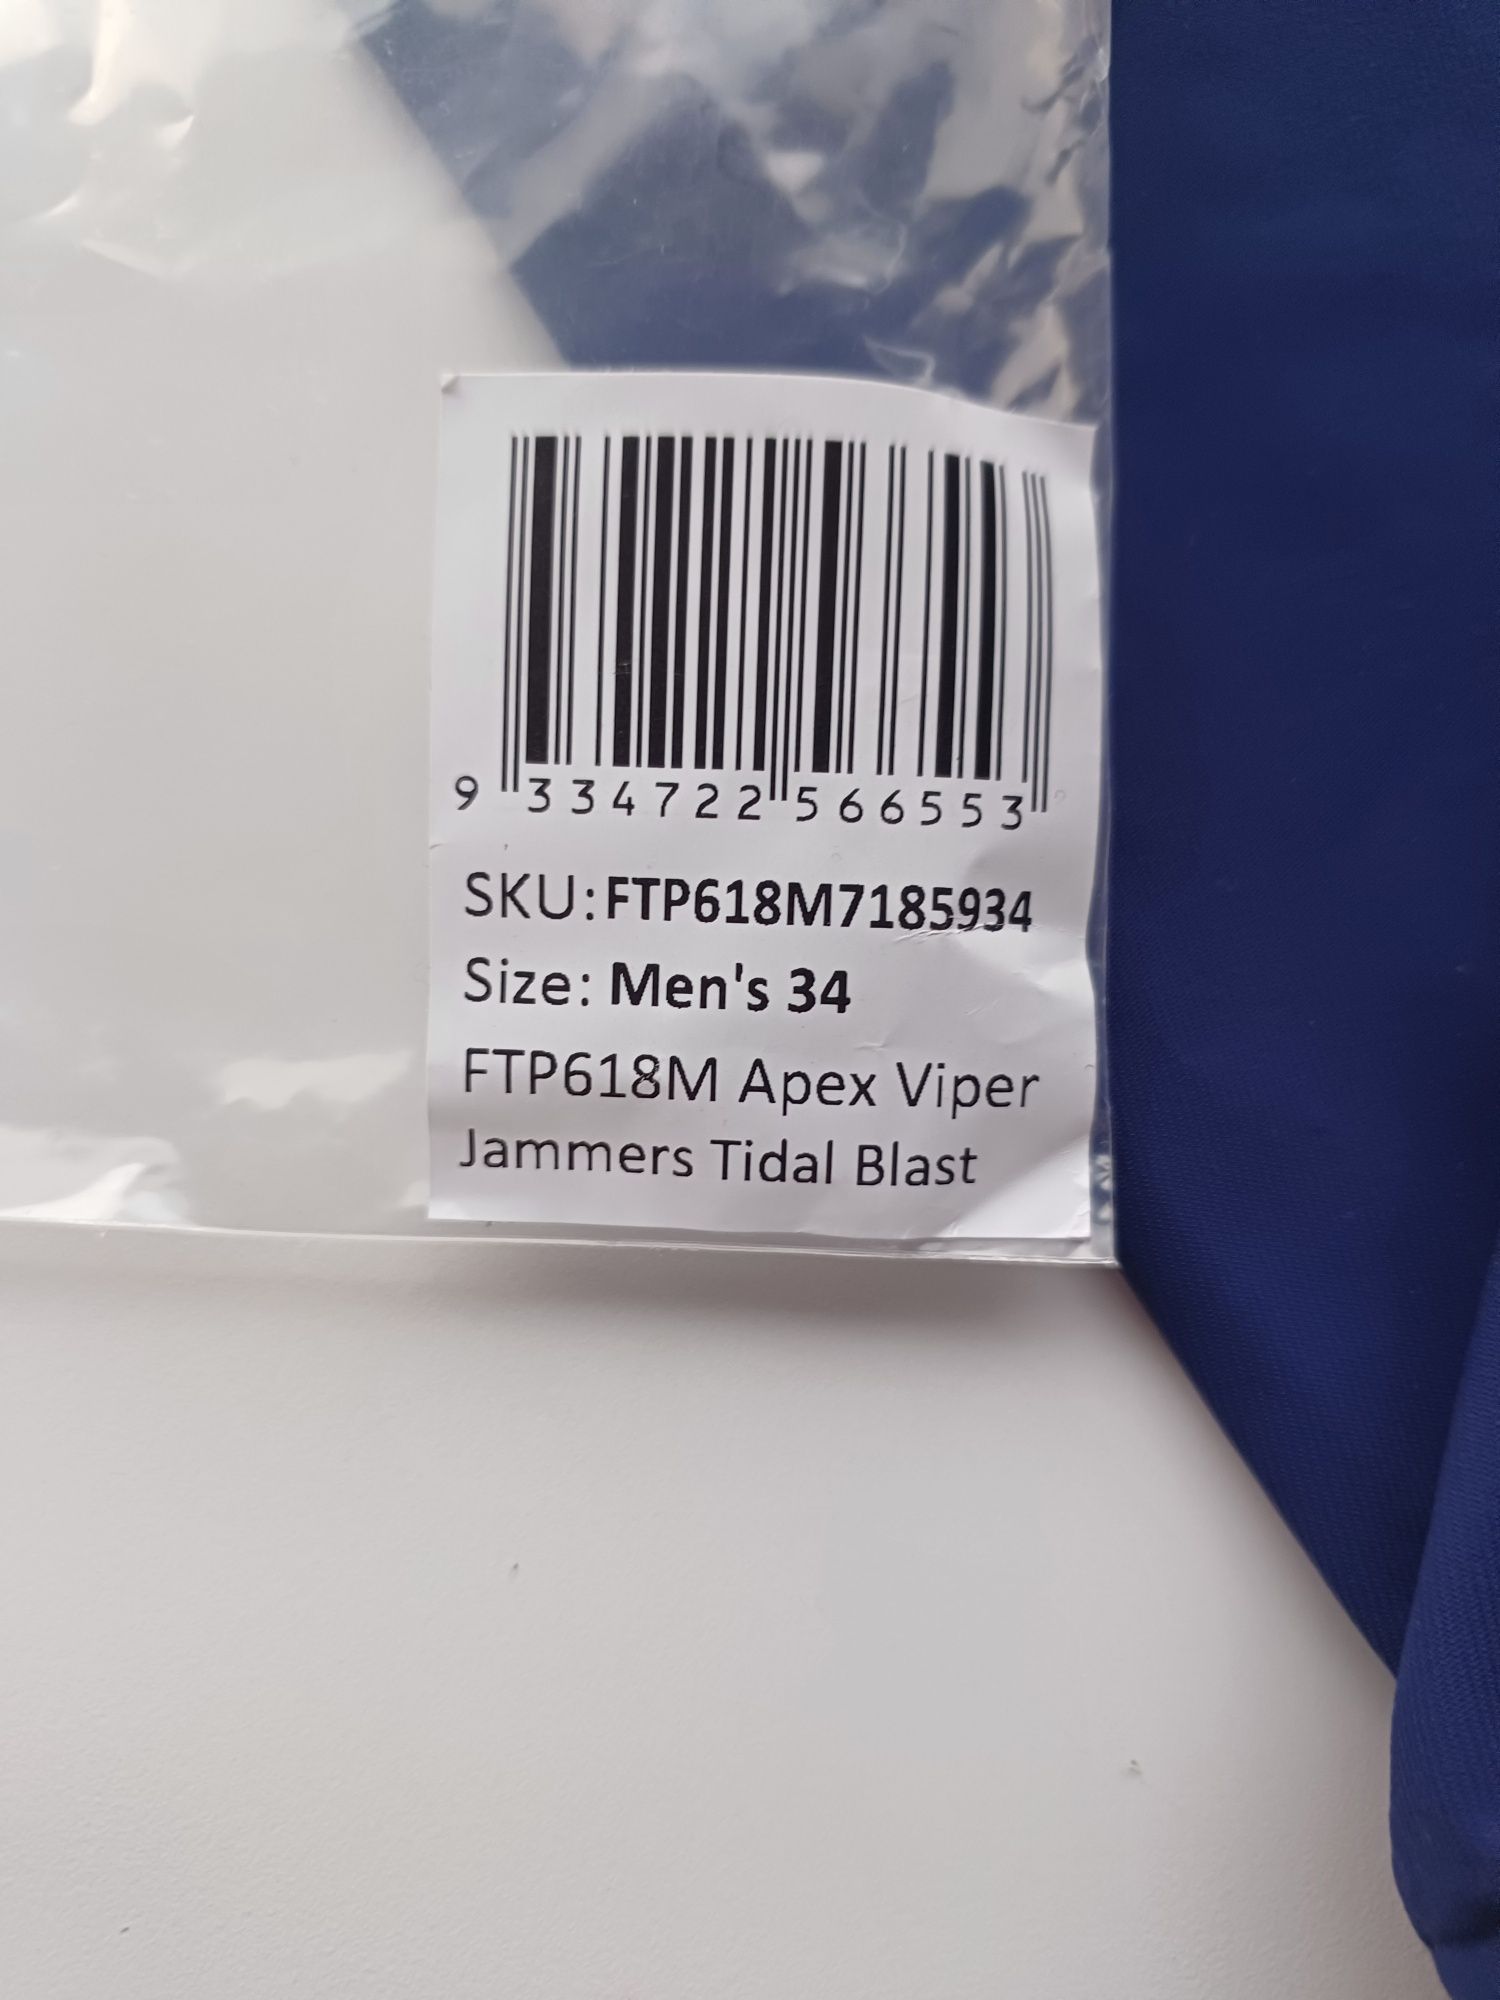 9 334722 566553
SKU: FTP618M7185934
Size: Men's 34
FTP618M Apex Viper
Jammers Tidal Blast